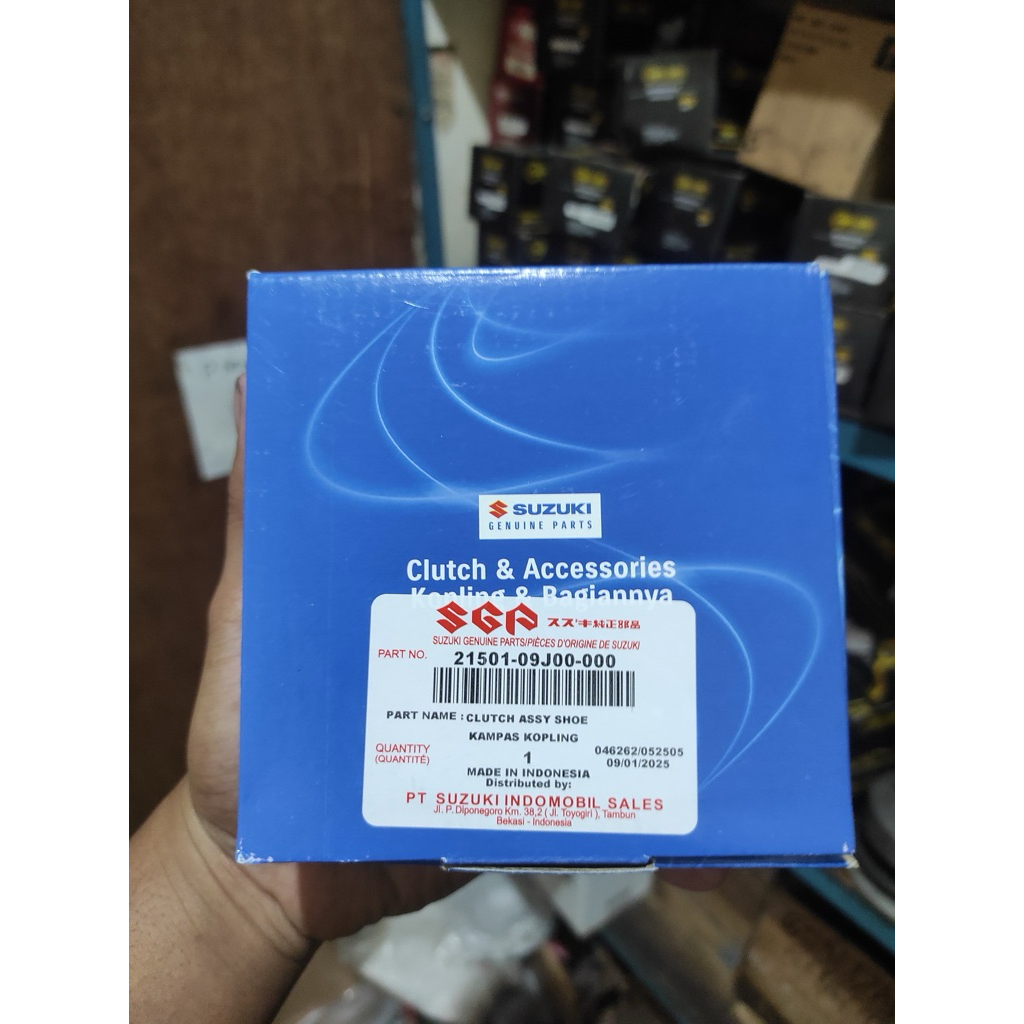 SUZUKI
GENUINE PARTS
Clutch & Accessories
Kopling & Bagiannya
SGP スズキ純正部品
SUZUKI GENUINE PARTS/PIÈCES D'ORIGINE DE SUZUKI
PART NO. 21501-09J00-000
PART NAME : CLUTCH ASSY SHOE
KAMPAS KOPLING
QUANTITY
(QUANTITÉ)
1
046262/052505
09/01/2025
MADE IN INDONESIA
Distributed by:
PT SUZUKI INDOMOBIL SALES
Jl. P. Diponegoro Km. 38,2 ( Jl. Toyogiri ), Tambun
Bekasi - Indonesia